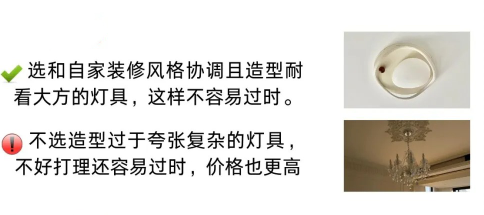 选和自家装修风格协调且造型耐
看大方的灯具，这样不容易过时。
不选造型过于夸张复杂的灯具，
不好打理还容易过时，价格也更高